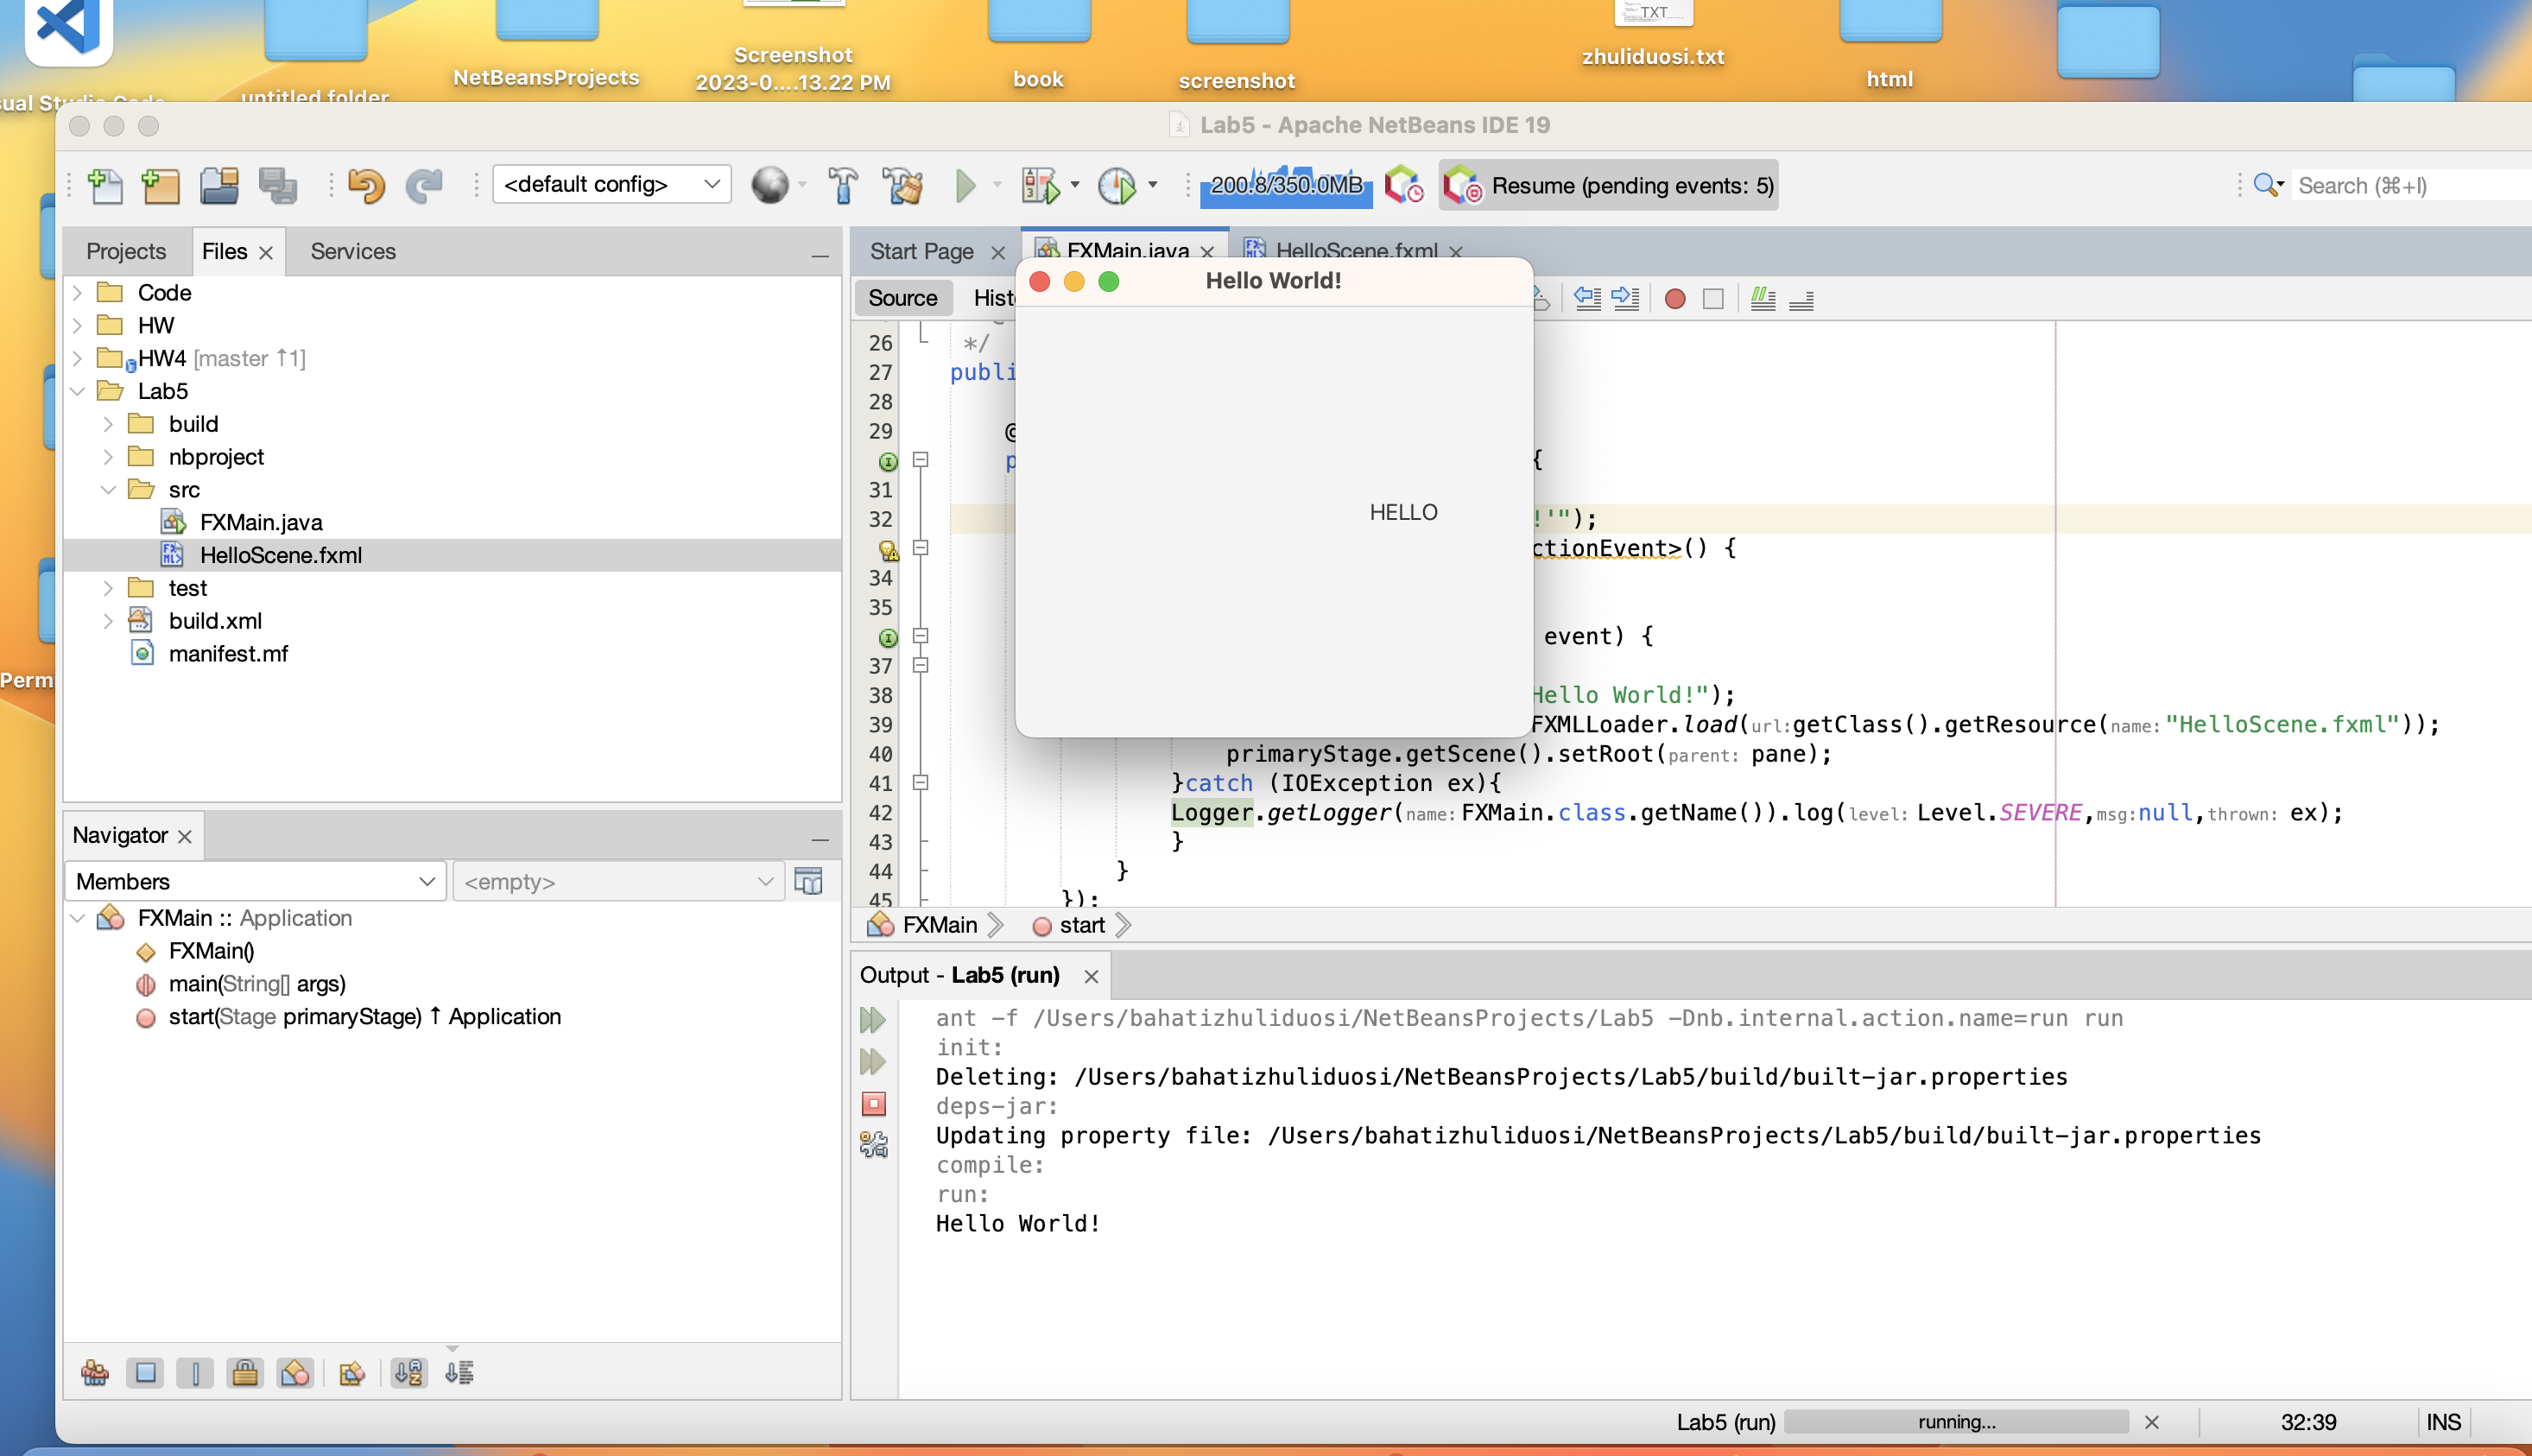 Screenshot
2023-0....13.22 PM
NetBeansProjects
book
screenshot
TXT
zhuliduosi.txt
html
untitled folder
Lab5 - Apache NetBeans IDE 19
<default config>
200.8/350.0MB
Resume (pending events: 5)
Search (⌘+I)
Projects
Files
Services
Code
HW
HW4 [master ↑1]
Lab5
build
nbproject
src
FXMain.java
HelloScene.fxml
test
build.xml
manifest.mf
Start Page
FXMain.java
HelloScene.fxml
Source
Hist
Hello World!
HELLO
26 */
27 publi
28
29 @
p {
31
32 !'");
ctionEvent>() {
34
35
event) {
37
38 Hello World!");
39 FXMLLoader.load(url:getClass().getResource(name:"HelloScene.fxml"));
40 primaryStage.getScene().setRoot(parent: pane);
41 }catch (IOException ex){
42 Logger.getLogger(name:FXMain.class.getName()).log(level: Level.SEVERE,msg:null,thrown: ex);
43 }
44 }
45 });
FXMain
start
Navigator
Members
<empty>
FXMain :: Application
FXMain()
main(String[] args)
start(Stage primaryStage) ↑ Application
Output - Lab5 (run)
ant -f /Users/bahatizhuliduosi/NetBeansProjects/Lab5 -Dnb.internal.action.name=run run
init:
Deleting: /Users/bahatizhuliduosi/NetBeansProjects/Lab5/build/built-jar.properties
deps-jar:
Updating property file: /Users/bahatizhuliduosi/NetBeansProjects/Lab5/build/built-jar.properties
compile:
run:
Hello World!
Lab5 (run)
running...
32:39
INS